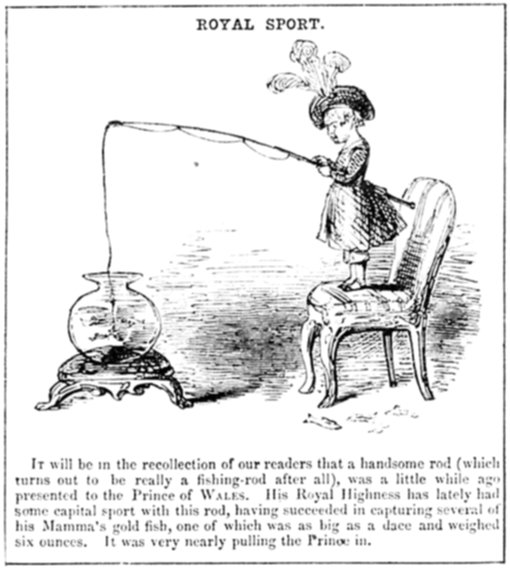 ROYAL SPORT.
IT will be in the recollection of our readers that a handsome rod (which
turns out to be really a fishing-rod after all), was a little while ago
presented to the Prince of WALES. His Royal Highness has lately had
some capital sport with this rod, having succeeded in capturing several of
his Mamma's gold fish, one of which was as big as a dace and weighed
six ounces. It was very nearly pulling the Prince in.